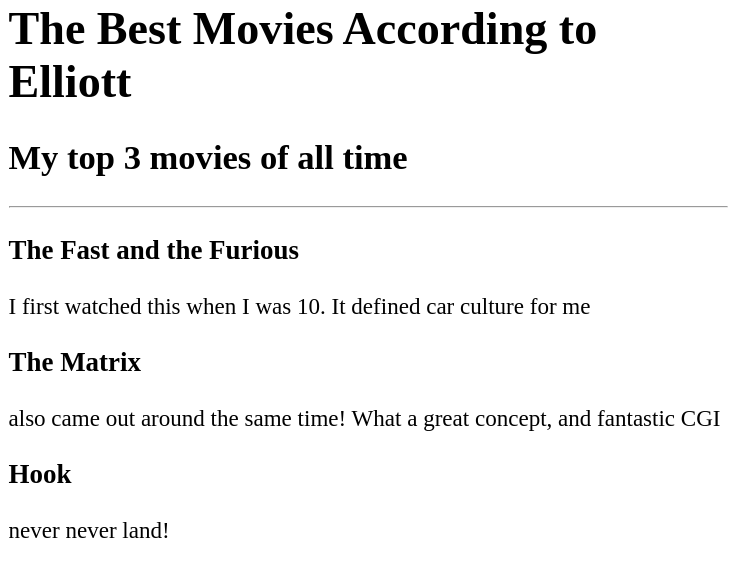 The Best Movies According to
Elliott
My top 3 movies of all time
The Fast and the Furious
I first watched this when I was 10. It defined car culture for me
The Matrix
also came out around the same time! What a great concept, and fantastic CGI
Hook
never never land!